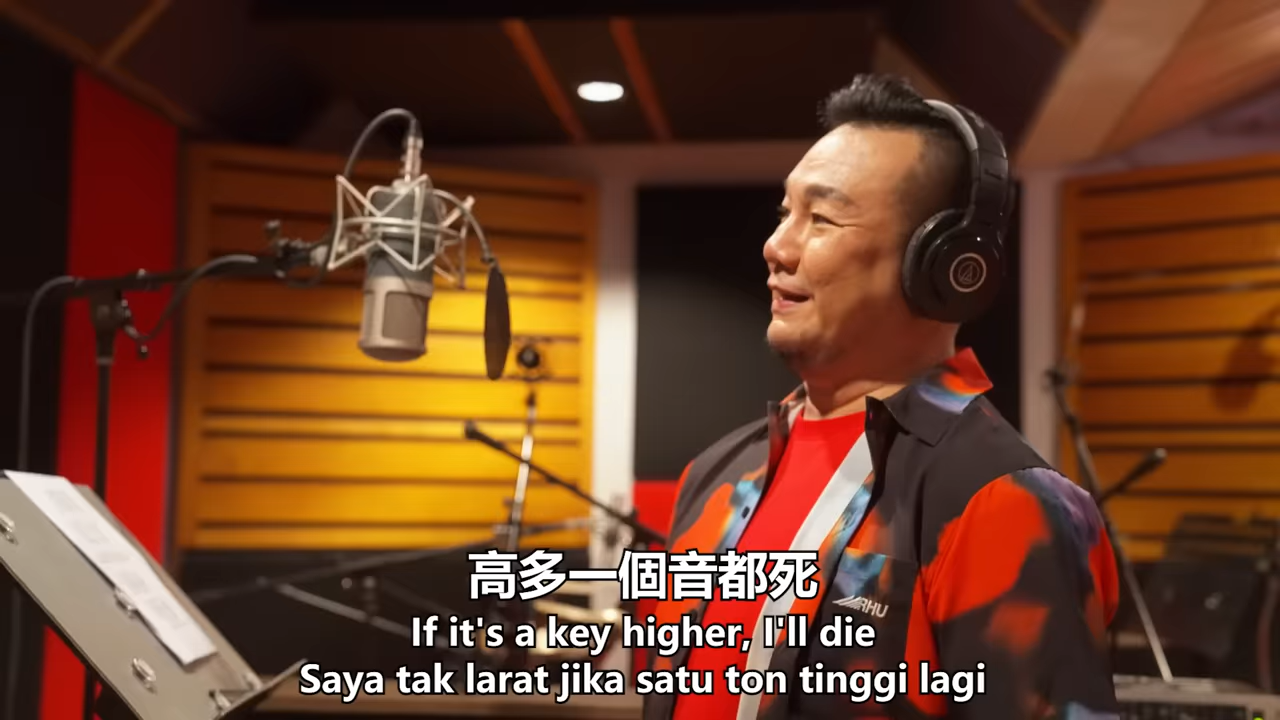 RHU
高多一個音都死
If it's a key higher, I'll die
Saya tak larat jika satu ton tinggi lagi